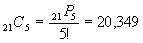 ₂₁C₅ = ₂₁P₅ / 5! = 20,349